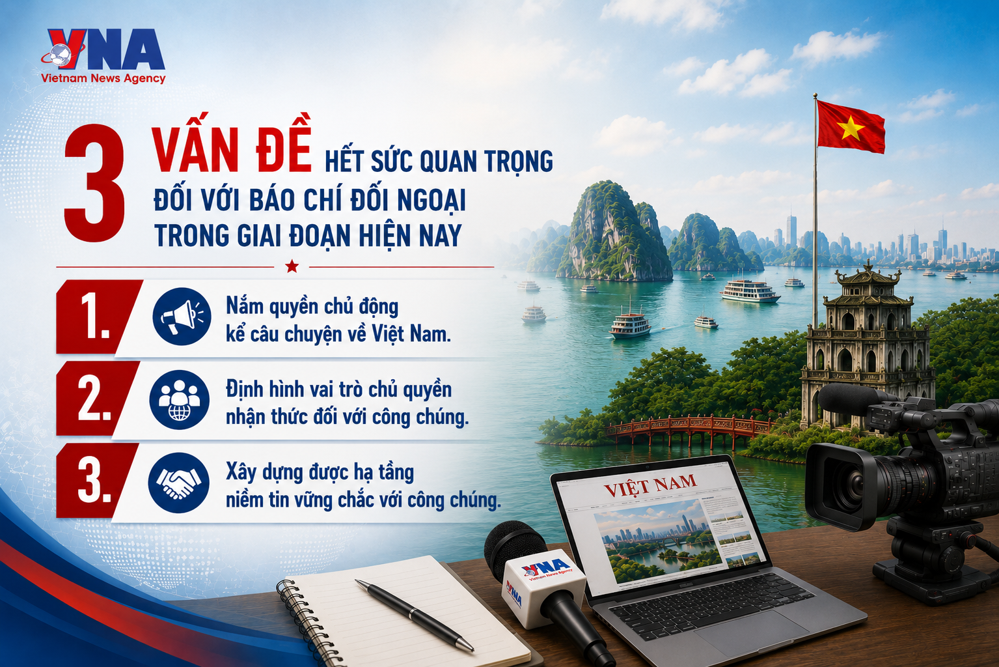 VNA
Vietnam News Agency
3 VẤN ĐỀ HẾT SỨC QUAN TRỌNG
ĐỐI VỚI BÁO CHÍ ĐỐI NGOẠI
TRONG GIAI ĐOẠN HIỆN NAY
1.
Nắm quyền chủ động
kể câu chuyện về Việt Nam.
2.
Định hình vai trò chủ quyền
nhận thức đối với công chúng.
3.
Xây dựng được hạ tầng
niềm tin vững chắc với công chúng.
VIỆT NAM
VNA
Vietnam News Agency
VNA